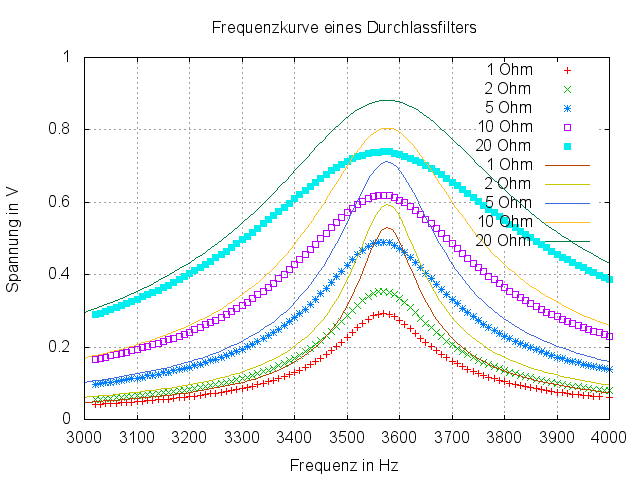 Frequenzkurve eines Durchlassfilters
1
0.8
0.6
0.4
0.2
0
Spannung in V
1 Ohm
2 Ohm
5 Ohm
10 Ohm
20 Ohm
1 Ohm
2 Ohm
5 Ohm
10 Ohm
20 Ohm
3000 3100 3200 3300 3400 3500 3600 3700 3800 3900 4000
Frequenz in Hz